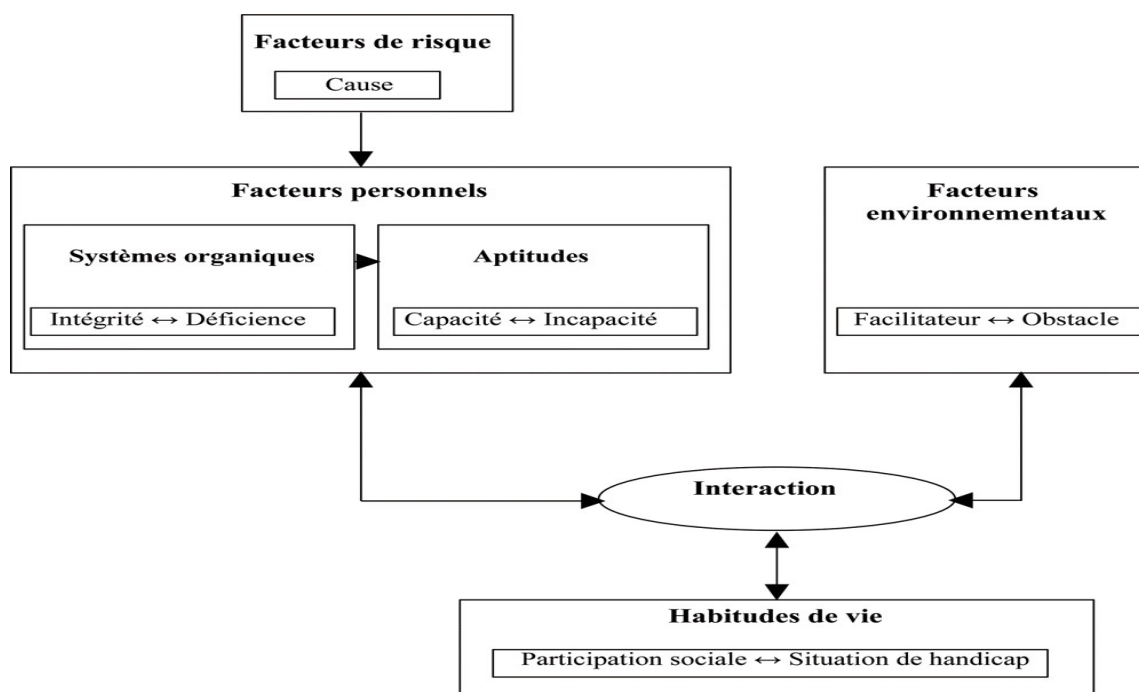 Facteurs de risque
Cause
Facteurs personnels
Systèmes organiques
Intégrité ↔ Déficience
Aptitudes
Capacité ↔ Incapacité
Facteurs
environnementaux
Facilitateur ↔ Obstacle
Interaction
Habitudes de vie
Participation sociale ↔ Situation de handicap